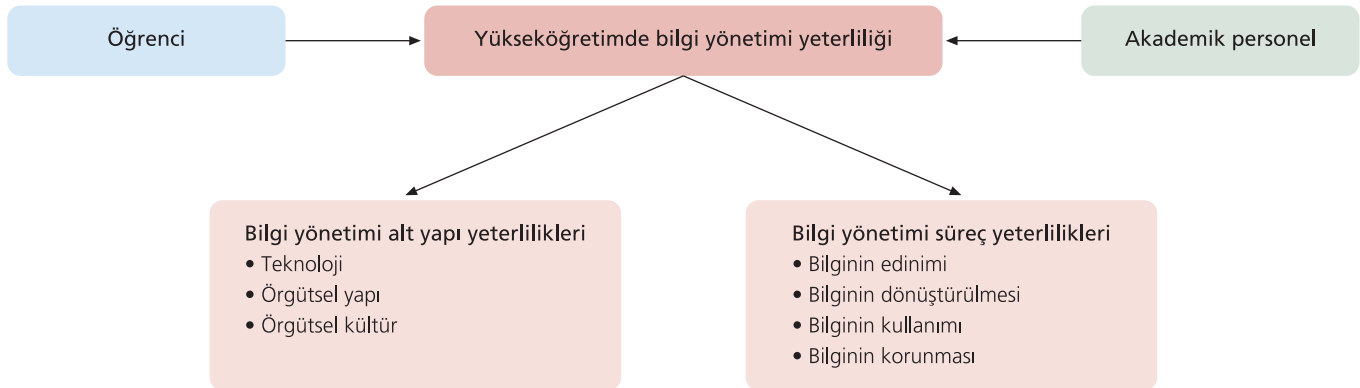 Öğrenci
Yükseköğretimde bilgi yönetimi yeterliliği
Akademik personel
Bilgi yönetimi alt yapı yeterlilikleri
• Teknoloji
• Örgütsel yapı
• Örgütsel kültür
Bilgi yönetimi süreç yeterlilikleri
• Bilginin edinimi
• Bilginin dönüştürülmesi
• Bilginin kullanımı
• Bilginin korunması